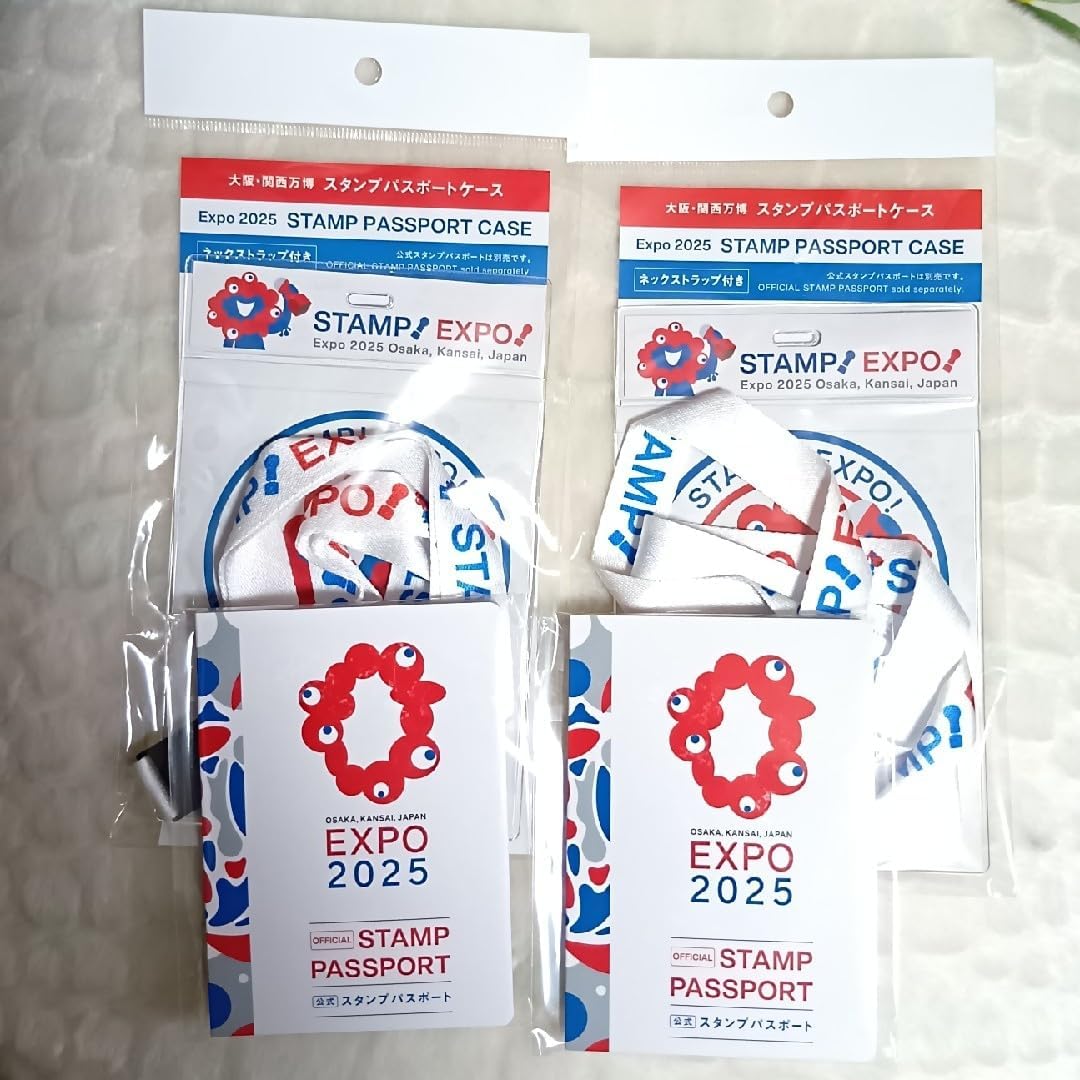 大阪・関西万博 スタンプパスポートケース
Expo 2025 STAMP PASSPORT CASE
ネックストラップ付き
公式スタンプパスポートは別売です。
OFFICIAL STAMP PASSPORT sold separately.
STAMP! EXPO!
Expo 2025 Osaka, Kansai, Japan
EXPO!
STA
AMP!
OSAKA, KANSAI, JAPAN
EXPO
2025
OFFICIAL STAMP
PASSPORT
公式 スタンプパスポート
大阪・関西万博 スタンプパスポートケース
Expo 2025 STAMP PASSPORT CASE
ネックストラップ付き
公式スタンプパスポートは別売です。
OFFICIAL STAMP PASSPORT sold separately.
STAMP! EXPO!
Expo 2025 Osaka, Kansai, Japan
AMP!
STA
EXPO!
MP!
OSAKA, KANSAI, JAPAN
EXPO
2025
OFFICIAL STAMP
PASSPORT
公式 スタンプパスポート